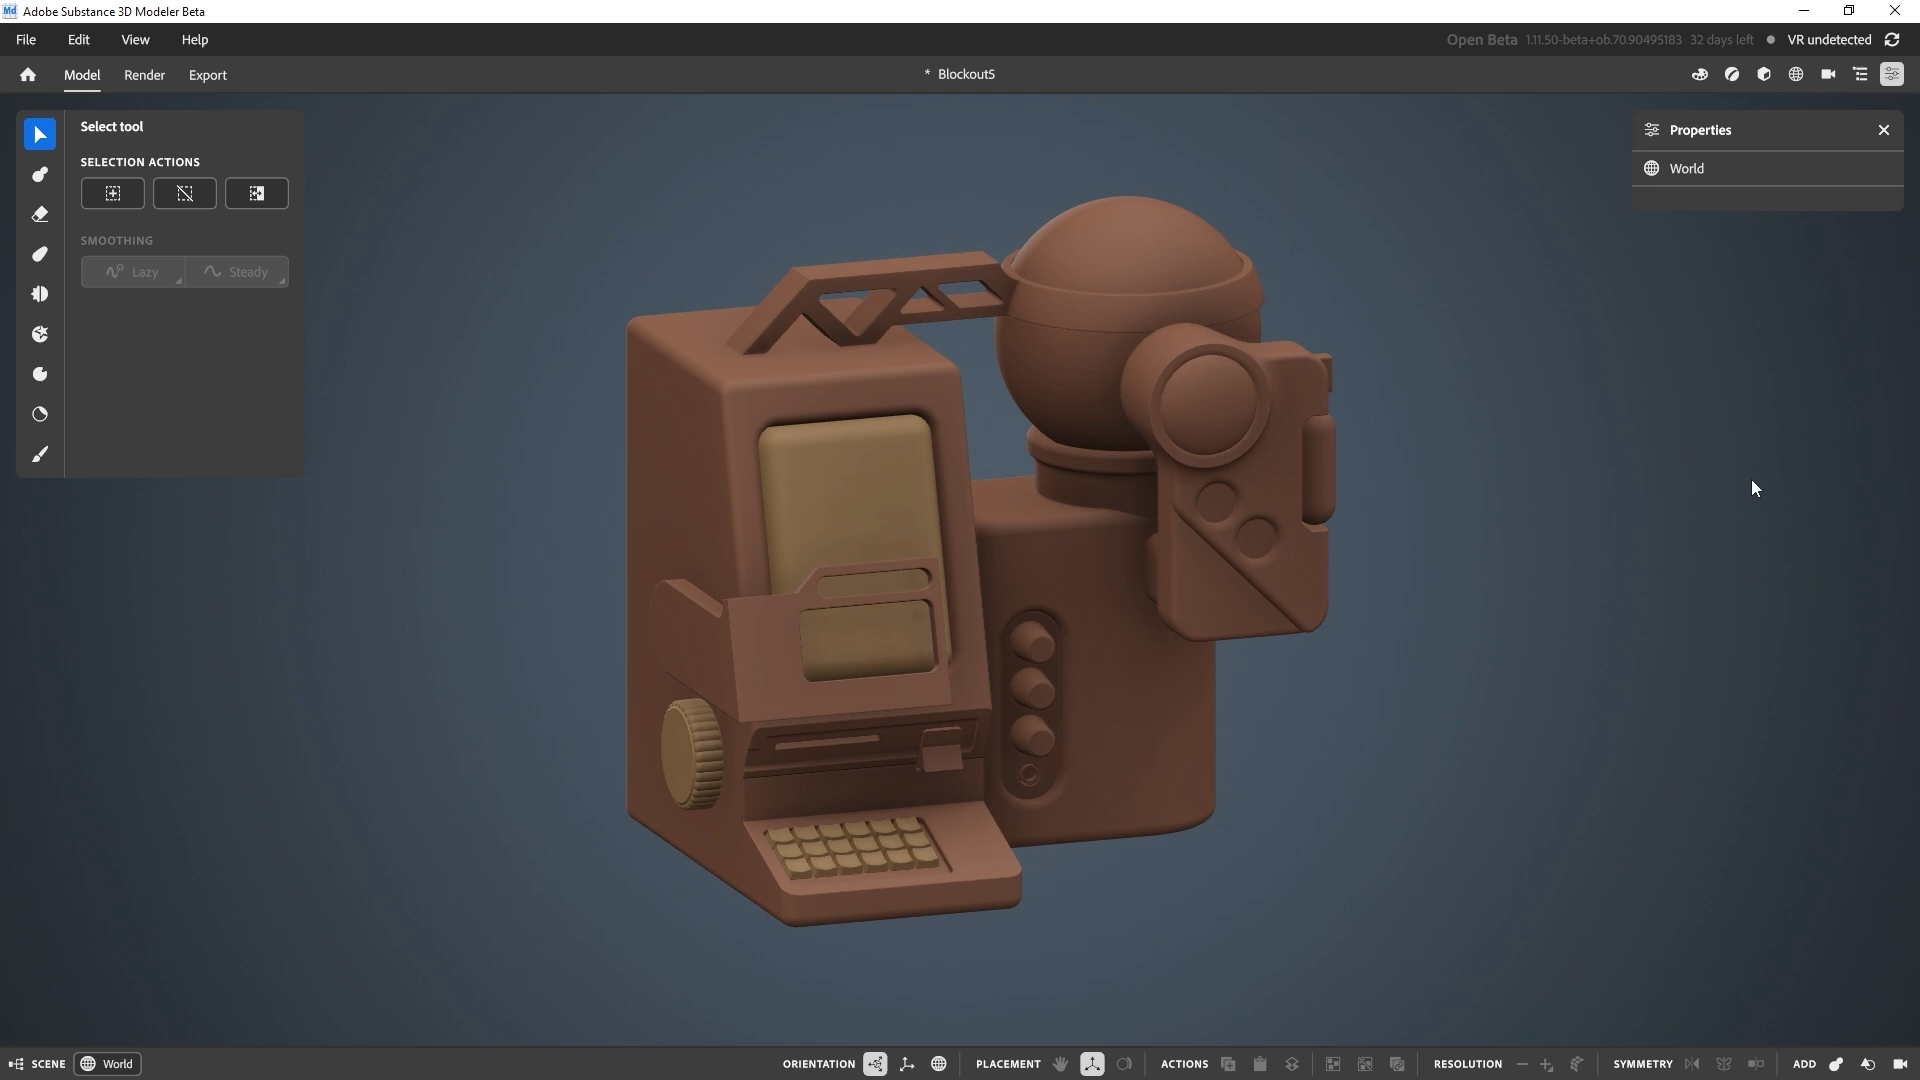 Md Adobe Substance 3D Modeler Beta
File Edit View Help
Open Beta 1.11.50-beta+ob.70.90495183 32 days left VR undetected
Model Render Export
* Blockout5
Select tool
SELECTION ACTIONS
SMOOTHING
Lazy Steady
Properties
World
SCENE World ORIENTATION PLACEMENT ACTIONS RESOLUTION SYMMETRY ADD